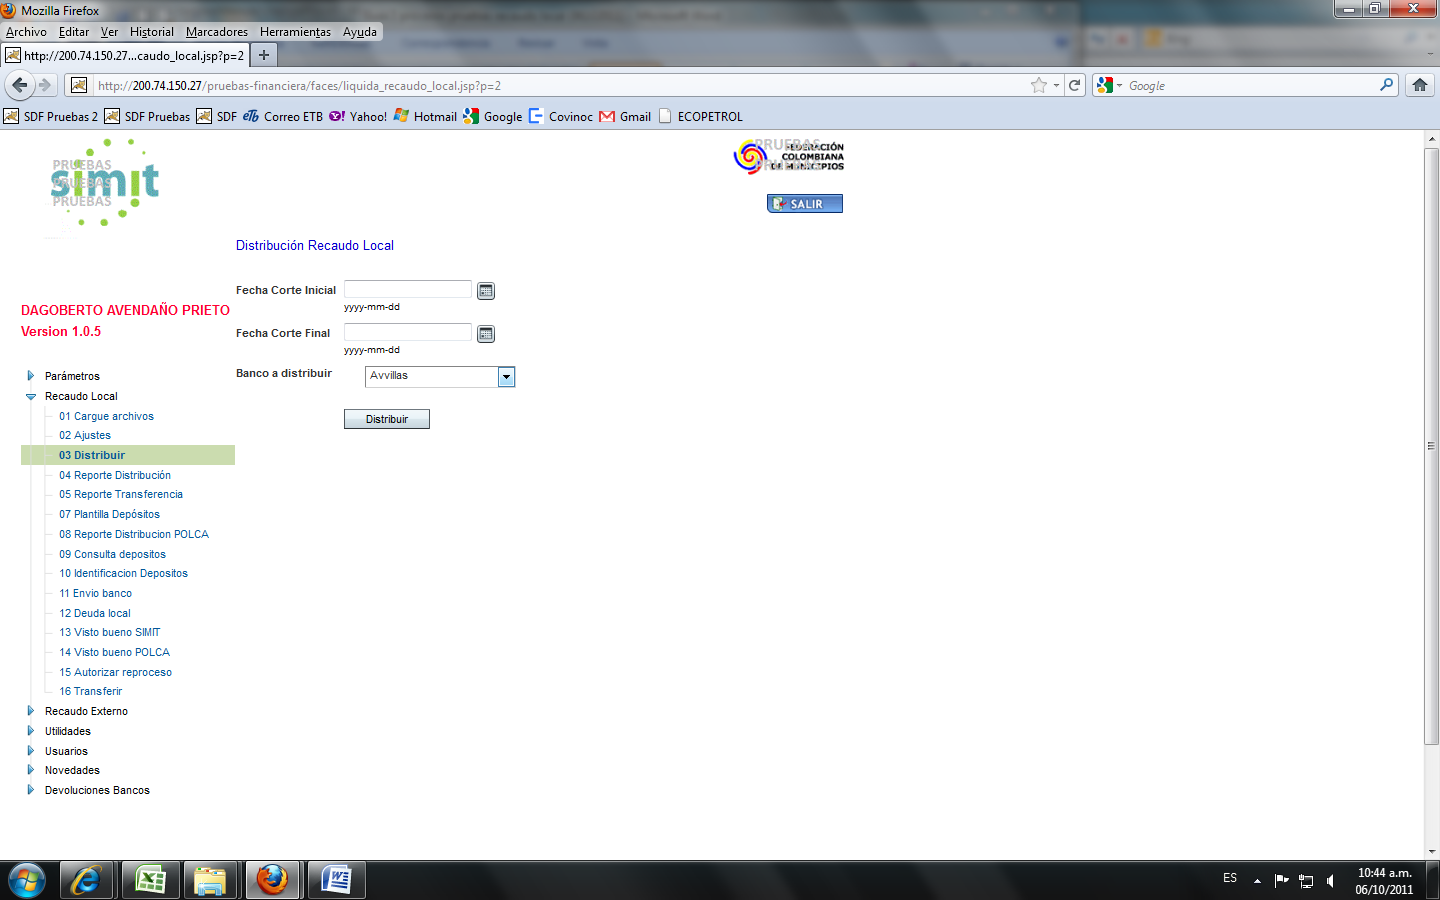 Mozilla Firefox
Archivo Editar Ver Historial Marcadores Herramientas Ayuda
http://200.74.150.27...caudo_local.jsp?p=2
http://200.74.150.27/pruebas-financiera/faces/liquida_recaudo_local.jsp?p=2
Google
SDF Pruebas 2 SDF Pruebas SDF Correo ETB Yahoo! Hotmail Google Covinoc Gmail ECOPETROL
PRUEBAS
simit
PRUEBAS
PRUEBAS
PRUEBAS
FEDERACIÓN
COLOMBIANA
DE MUNICIPIOS
SALIR
Distribución Recaudo Local
Fecha Corte Inicial
yyyy-mm-dd
Fecha Corte Final
yyyy-mm-dd
Banco a distribuir Avvillas
Distribuir
DAGOBERTO AVENDAÑO PRIETO
Version 1.0.5
Parámetros
Recaudo Local
01 Cargue archivos
02 Ajustes
03 Distribuir
04 Reporte Distribución
05 Reporte Transferencia
07 Plantilla Depósitos
08 Reporte Distribucion POLCA
09 Consulta depositos
10 Identificacion Depositos
11 Envio banco
12 Deuda local
13 Visto bueno SIMIT
14 Visto bueno POLCA
15 Autorizar reproceso
16 Transferir
Recaudo Externo
Utilidades
Usuarios
Novedades
Devoluciones Bancos
ES
10:44 a.m.
06/10/2011